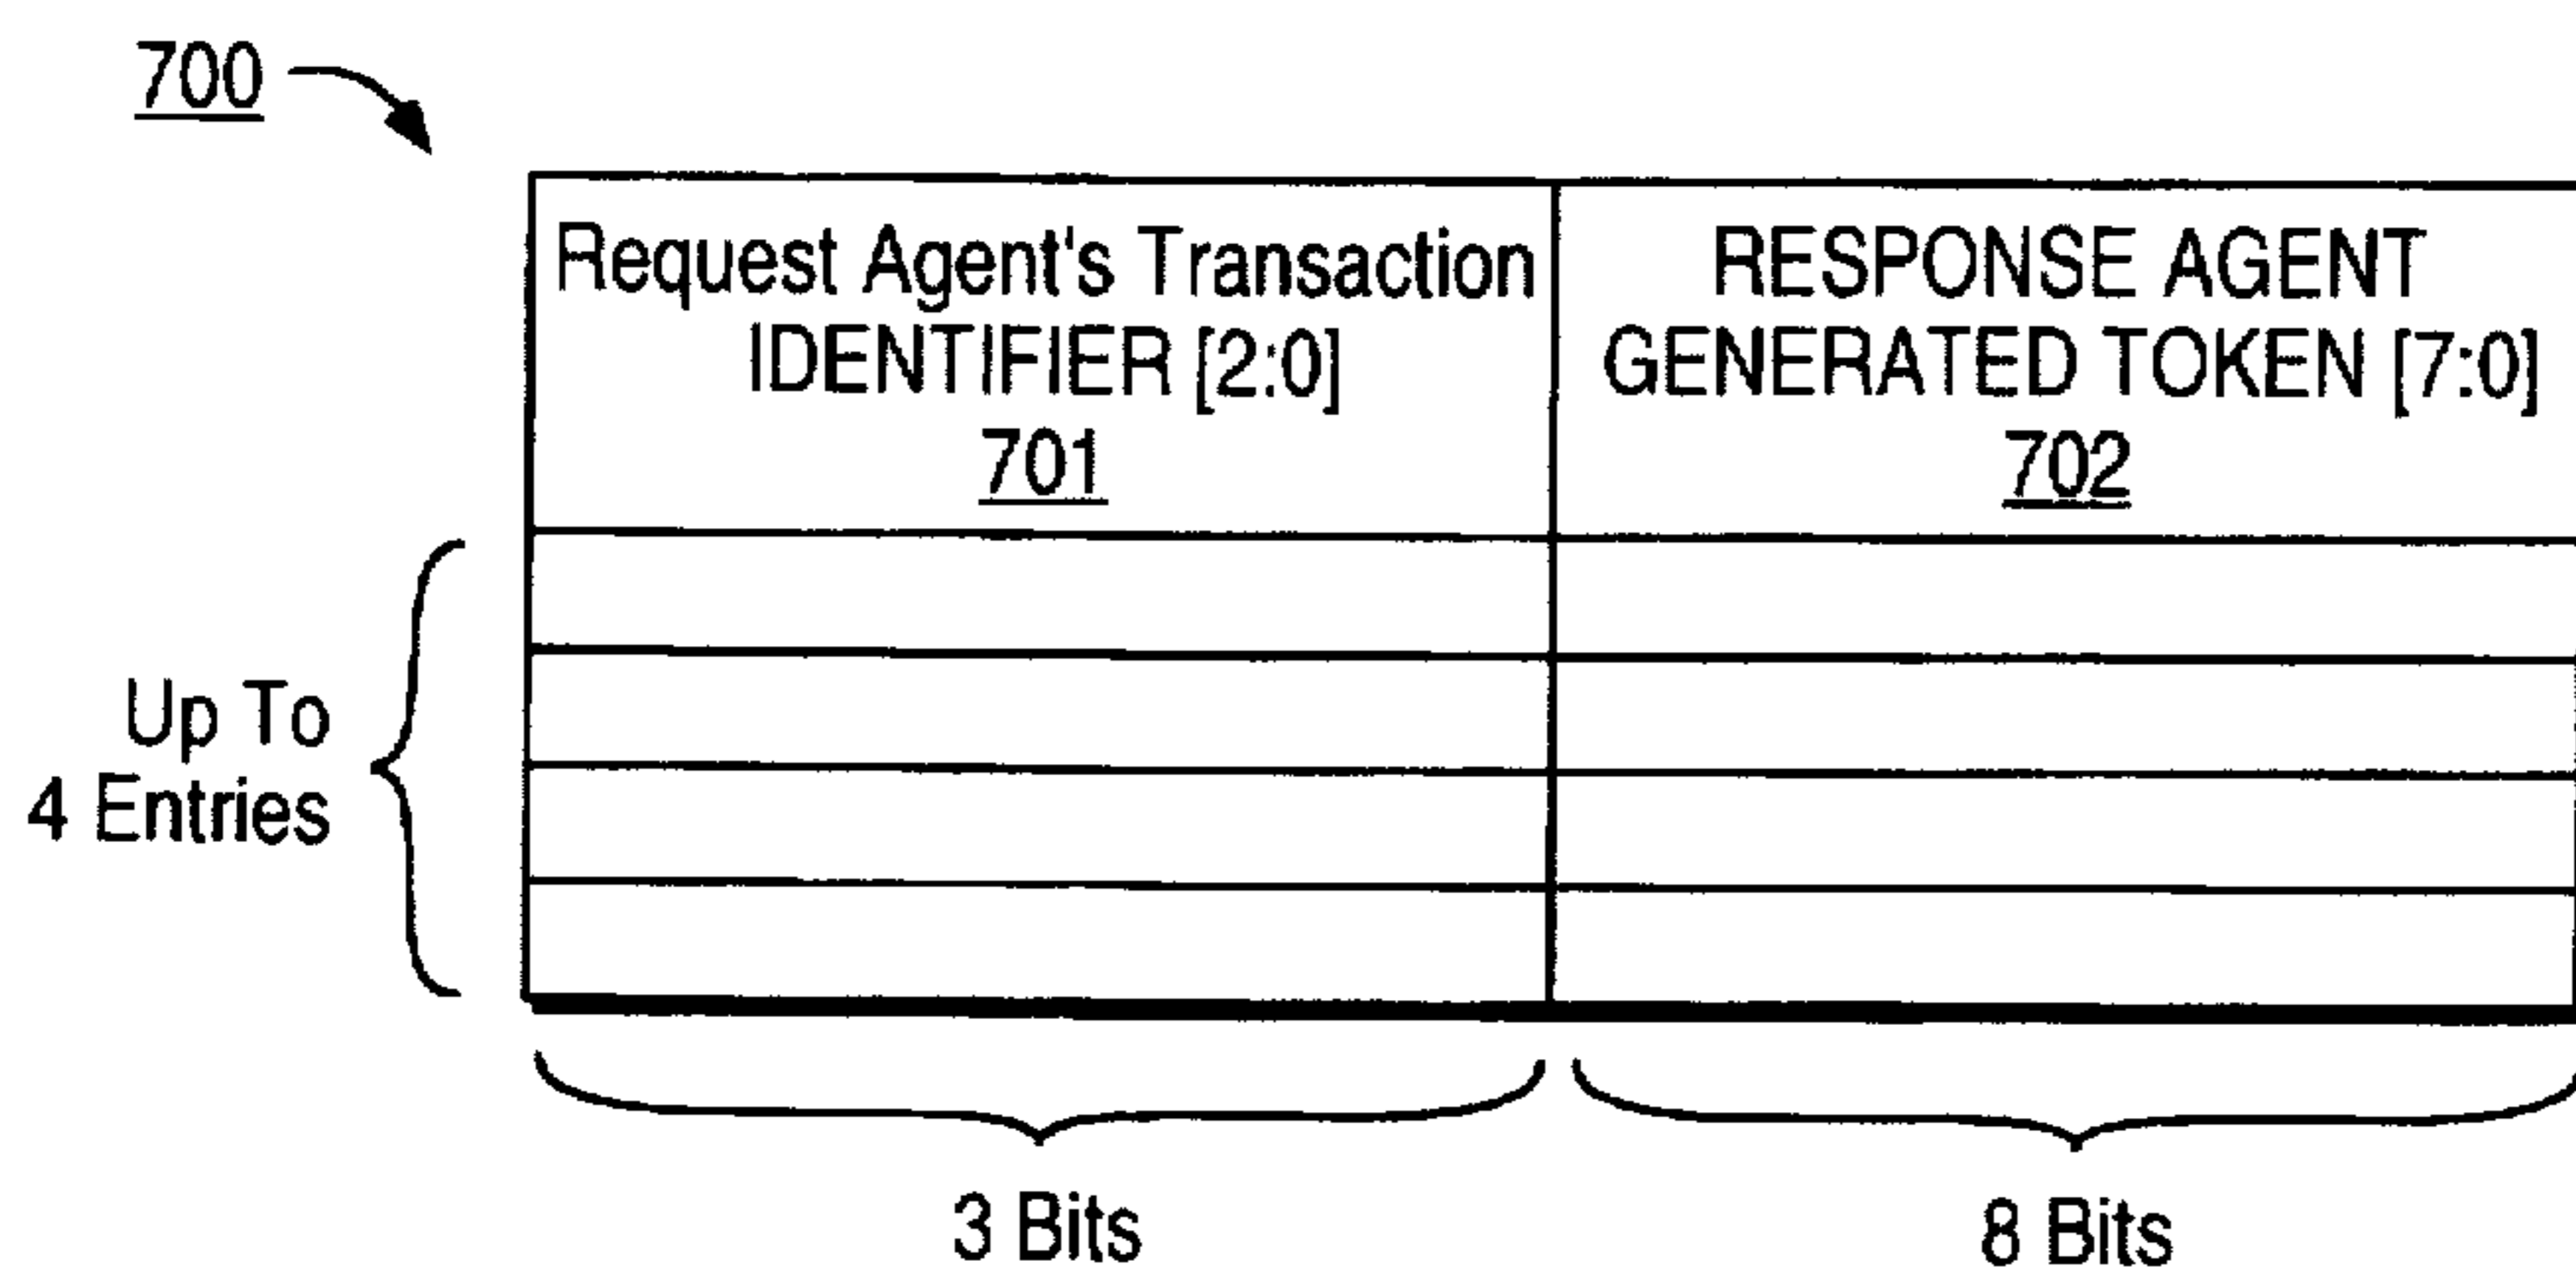 700
Request Agent's Transaction
IDENTIFIER [2:0]
701
RESPONSE AGENT
GENERATED TOKEN [7:0]
702
Up To
4 Entries
3 Bits
8 Bits